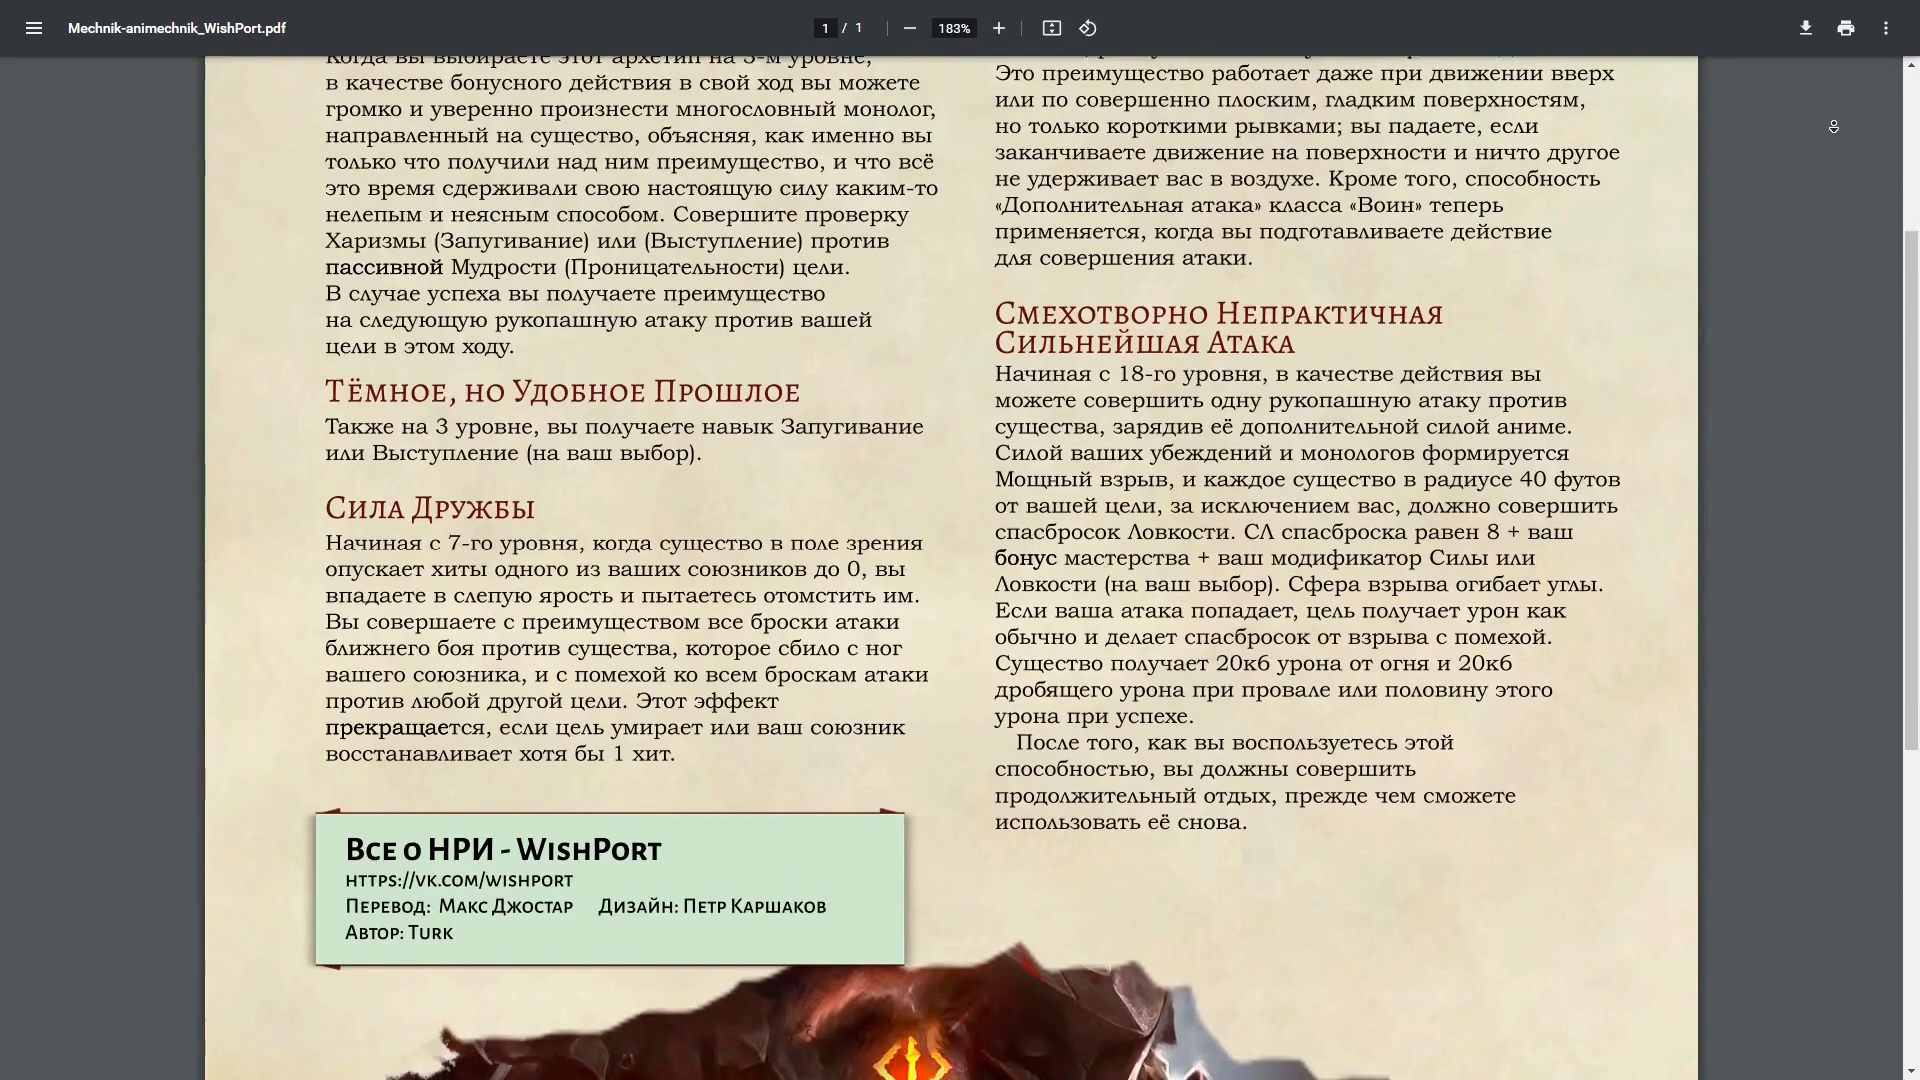 Mechnik-animechnik_WishPort.pdf
1 / 1
183%
Когда вы выбираете этот архетип на 3-м уровне,
в качестве бонусного действия в свой ход вы можете
громко и уверенно произнести многословный монолог,
направленный на существо, объясняя, как именно вы
только что получили над ним преимущество, и что всё
это время сдерживали свою настоящую силу каким-то
нелепым и неясным способом. Совершите проверку
Харизмы (Запугивание) или (Выступление) против
пассивной Мудрости (Проницательности) цели.
В случае успеха вы получаете преимущество
на следующую рукопашную атаку против вашей
цели в этом ходу.
Тёмное, но Удобное Прошлое
Также на 3 уровне, вы получаете навык Запугивание
или Выступление (на ваш выбор).
Сила Дружбы
Начиная с 7-го уровня, когда существо в поле зрения
опускает хиты одного из ваших союзников до 0, вы
впадаете в слепую ярость и пытаетесь отомстить им.
Вы совершаете с преимуществом все броски атаки
ближнего боя против существа, которое сбило с ног
вашего союзника, и с помехой ко всем броскам атаки
против любой другой цели. Этот эффект
прекращается, если цель умирает или ваш союзник
восстанавливает хотя бы 1 хит.
Все о НРИ - WishPort
https://vk.com/wishport
Перевод: Макс Джостар Дизайн: Петр Каршаков
Автор: Turk
Это преимущество работает даже при движении вверх
или по совершенно плоским, гладким поверхностям,
но только короткими рывками; вы падаете, если
заканчиваете движение на поверхности и ничто другое
не удерживает вас в воздухе. Кроме того, способность
«Дополнительная атака» класса «Воин» теперь
применяется, когда вы подготавливаете действие
для совершения атаки.
Смехотворно Непрактичная
Сильнейшая Атака
Начиная с 18-го уровня, в качестве действия вы
можете совершить одну рукопашную атаку против
существа, зарядив её дополнительной силой аниме.
Силой ваших убеждений и монологов формируется
Мощный взрыв, и каждое существо в радиусе 40 футов
от вашей цели, за исключением вас, должно совершить
спасбросок Ловкости. СЛ спасброска равен 8 + ваш
бонус мастерства + ваш модификатор Силы или
Ловкости (на ваш выбор). Сфера взрыва огибает углы.
Если ваша атака попадает, цель получает урон как
обычно и делает спасбросок от взрыва с помехой.
Существо получает 20к6 урона от огня и 20к6
дробящего урона при провале или половину этого
урона при успехе.
После того, как вы воспользуетесь этой
способностью, вы должны совершить
продолжительный отдых, прежде чем сможете
использовать её снова.